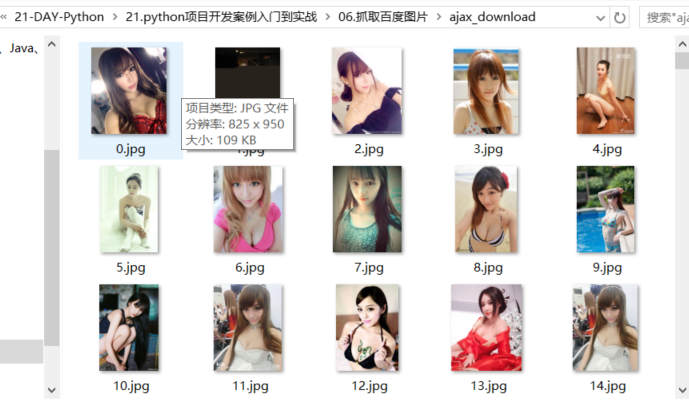 « 21-DAY-Python > 21.python项目开发案例入门到实战 > 06.抓取百度图片 > ajax_download
搜索"aj
、Java、
项目类型: JPG 文件
分辨率: 825 x 950
大小: 109 KB
0.jpg 1.jpg 2.jpg 3.jpg 4.jpg
5.jpg 6.jpg 7.jpg 8.jpg 9.jpg
10.jpg 11.jpg 12.jpg 13.jpg 14.jpg